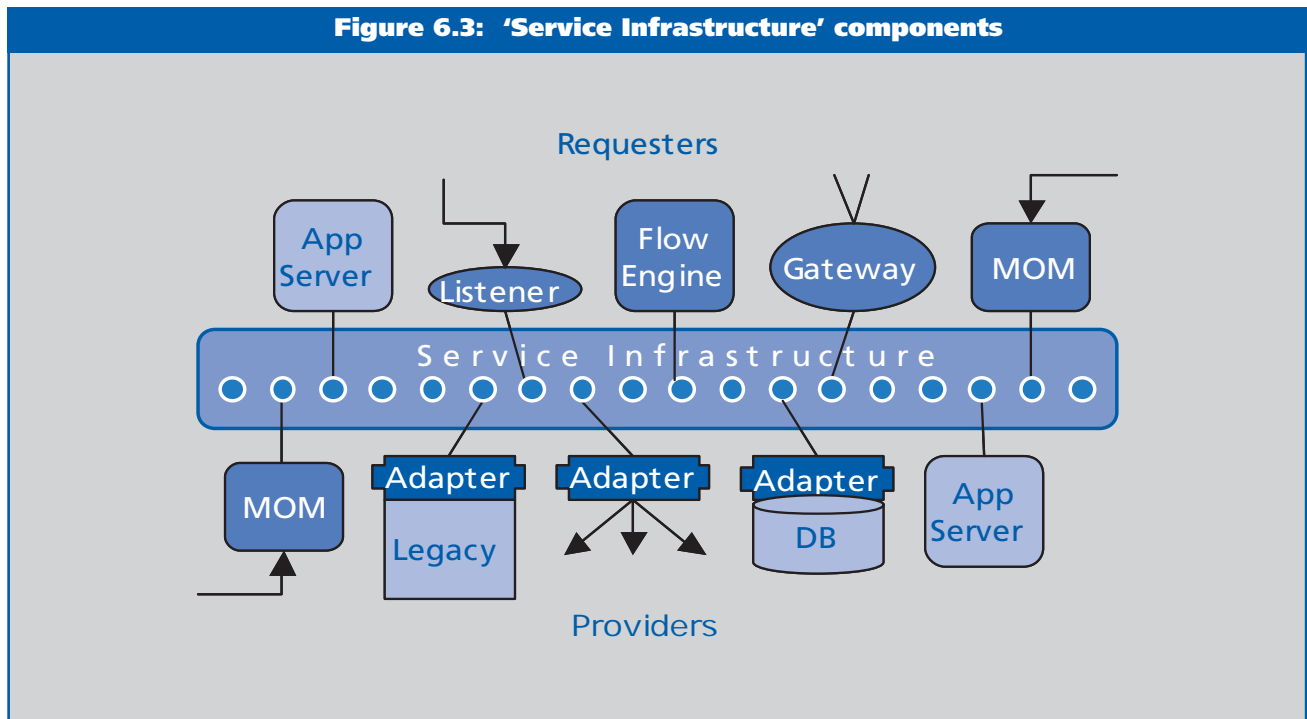 Figure 6.3: ‘Service Infrastructure’ components
Requesters
App
Server
Listener
Flow
Engine
Gateway
MOM
Service Infrastructure
MOM
Adapter
Legacy
Adapter
Adapter
DB
App
Server
Providers